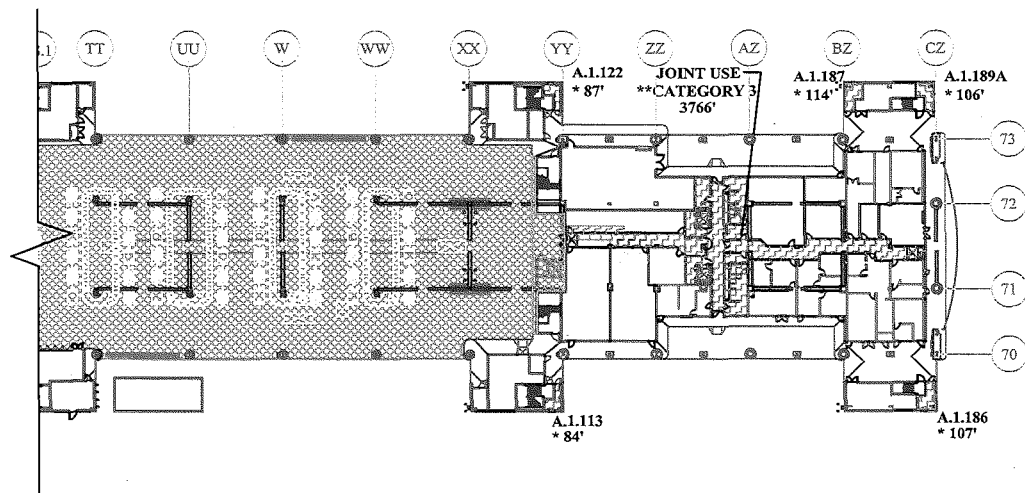 TT
UU
W
WW
XX
YY
ZZ
AZ
BZ
CZ
A.1.122
* 87'
JOINT USE
**CATEGORY 3
3766'
A.1.187
* 114'
A.1.189A
* 106'
73
72
71
70
A.1.113
* 84'
A.1.186
* 107'